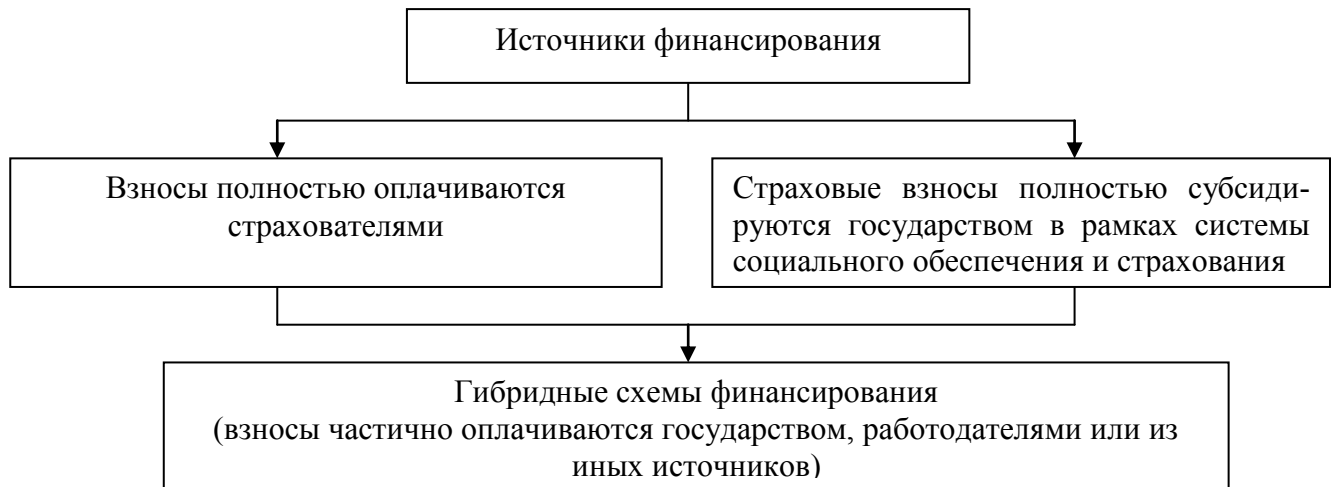 Источники финансирования
Взносы полностью оплачиваются
страхователями
Страховые взносы полностью субсиди-
руются государством в рамках системы
социального обеспечения и страхования
Гибридные схемы финансирования
(взносы частично оплачиваются государством, работодателями или из
иных источников)